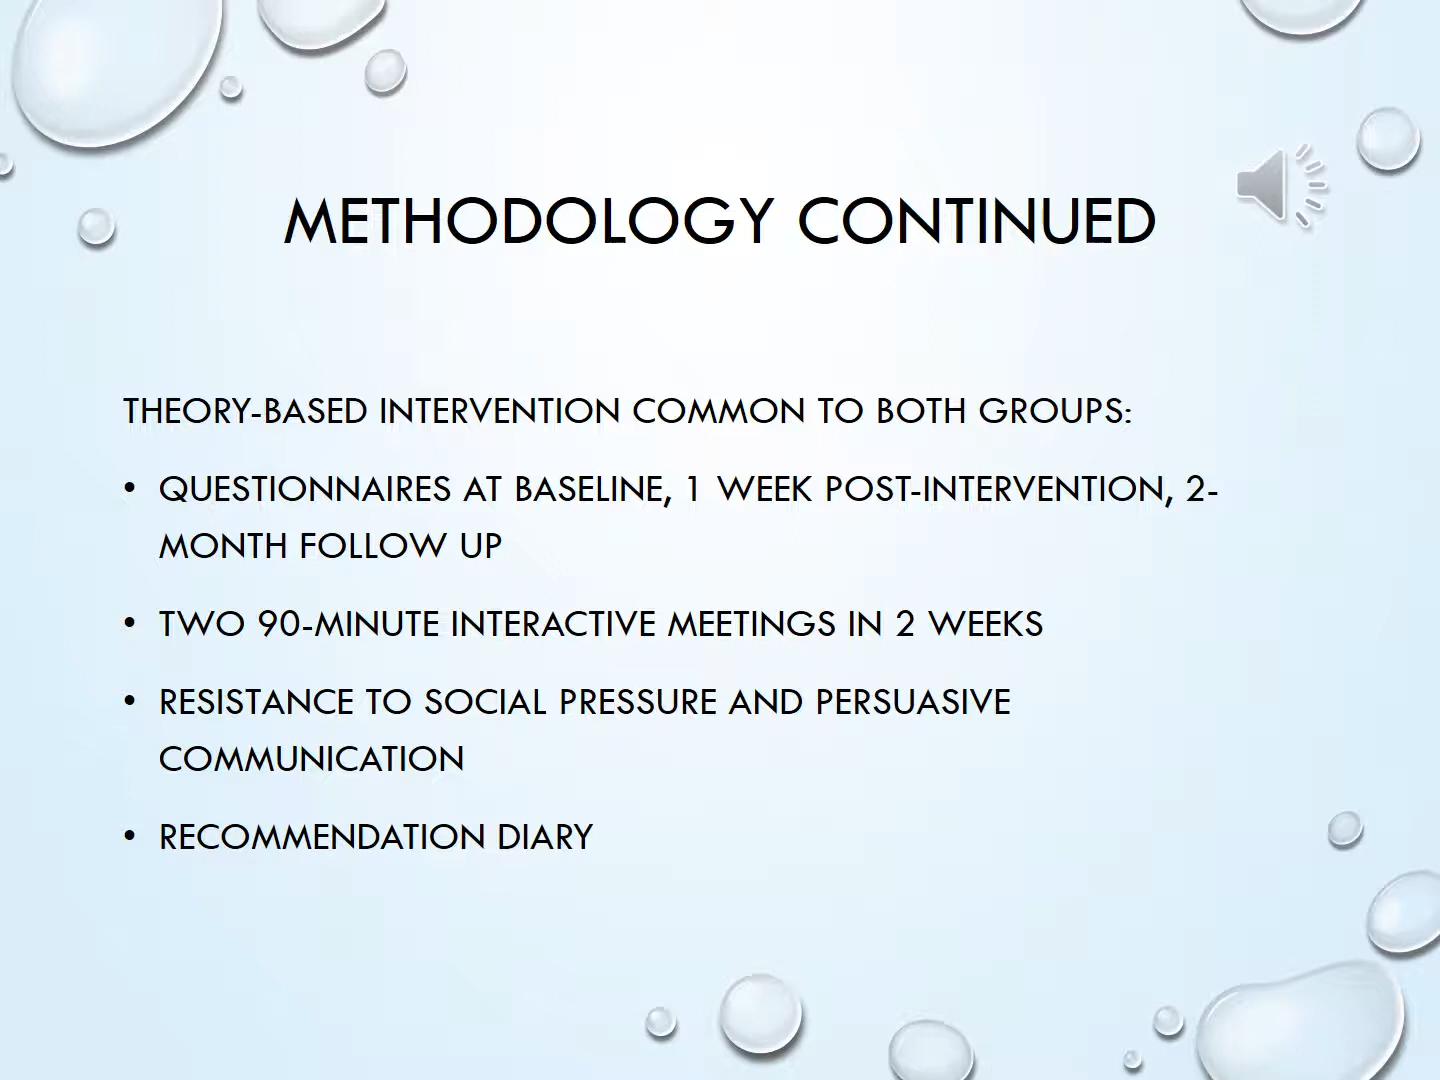 METHODOLOGY CONTINUED
THEORY-BASED INTERVENTION COMMON TO BOTH GROUPS:
• QUESTIONNAIRES AT BASELINE, 1 WEEK POST-INTERVENTION, 2-
MONTH FOLLOW UP
• TWO 90-MINUTE INTERACTIVE MEETINGS IN 2 WEEKS
• RESISTANCE TO SOCIAL PRESSURE AND PERSUASIVE
COMMUNICATION
• RECOMMENDATION DIARY